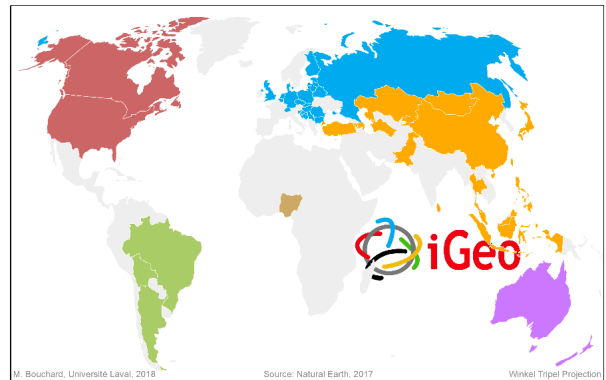 iGeo
M. Bouchard, Université Laval, 2018
Source: Natural Earth, 2017
Winkel Tripel Projection